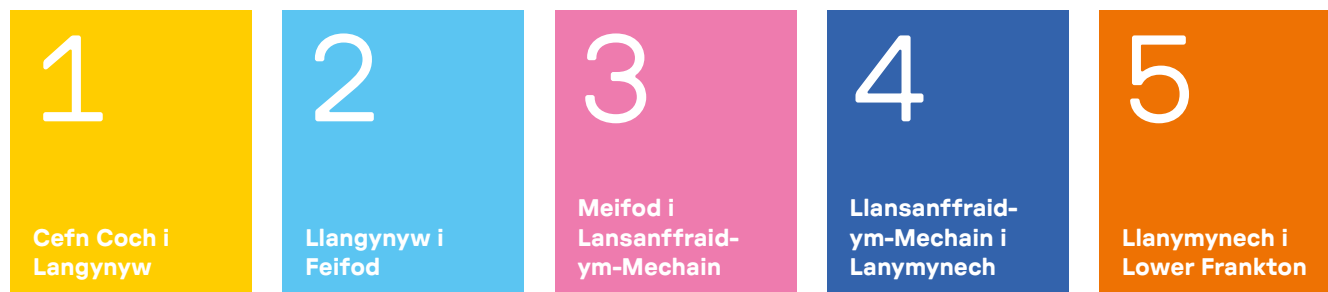 1
Cefn Coch i
Langynyw
2
Llangynyw i
Feifod
3
Meifod i
Lansanffraid-
ym-Mechain
4
Llansanffraid-
ym-Mechain i
Lanymynech
5
Llanymynech i
Lower Frankton